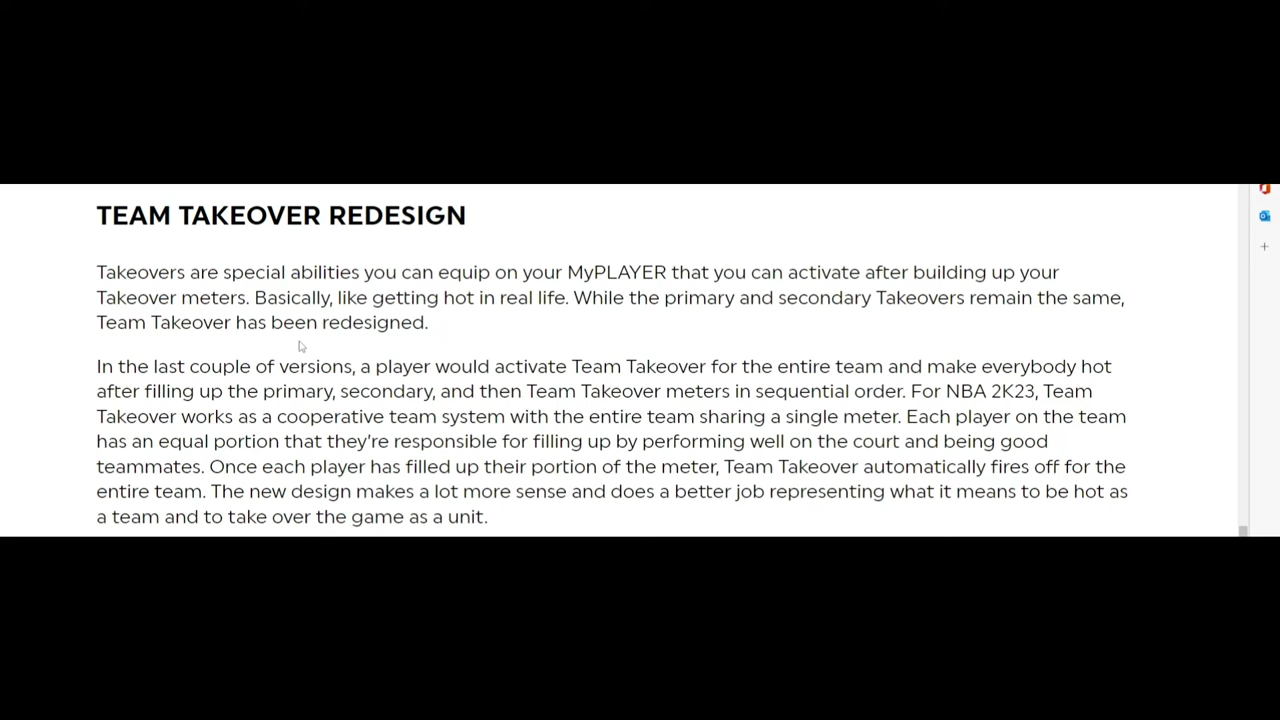 TEAM TAKEOVER REDESIGN
Takeovers are special abilities you can equip on your MyPLAYER that you can activate after building up your
Takeover meters. Basically, like getting hot in real life. While the primary and secondary Takeovers remain the same,
Team Takeover has been redesigned.
In the last couple of versions, a player would activate Team Takeover for the entire team and make everybody hot
after filling up the primary, secondary, and then Team Takeover meters in sequential order. For NBA 2K23, Team
Takeover works as a cooperative team system with the entire team sharing a single meter. Each player on the team
has an equal portion that they’re responsible for filling up by performing well on the court and being good
teammates. Once each player has filled up their portion of the meter, Team Takeover automatically fires off for the
entire team. The new design makes a lot more sense and does a better job representing what it means to be hot as
a team and to take over the game as a unit.